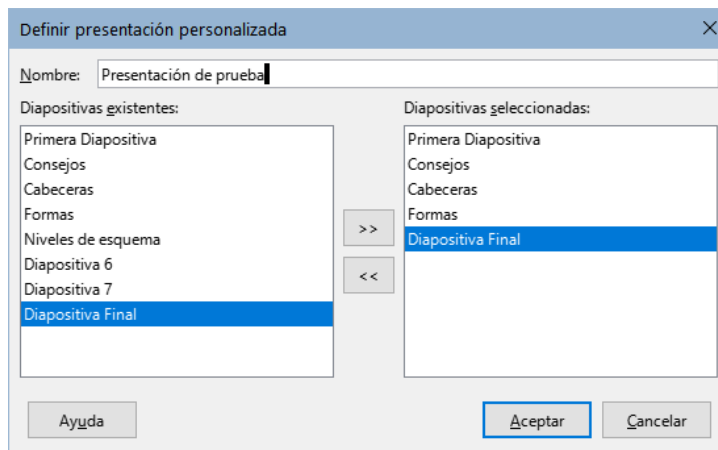 Definir presentación personalizada
Nombre: Presentación de prueba
Diapositivas existentes:
Primera Diapositiva
Consejos
Cabeceras
Formas
Niveles de esquema
Diapositiva 6
Diapositiva 7
Diapositiva Final
>>
<<
Diapositivas seleccionadas:
Primera Diapositiva
Consejos
Cabeceras
Formas
Diapositiva Final
Ayuda
Aceptar
Cancelar